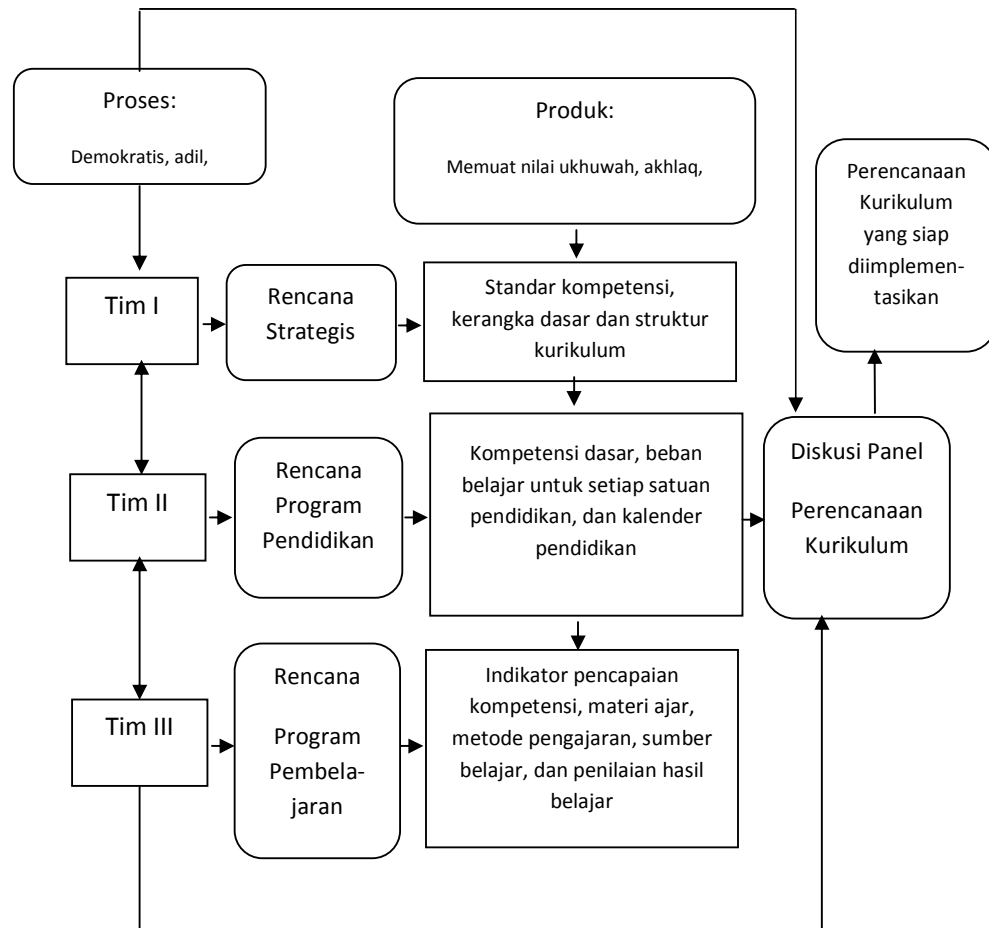 Proses:
Demokratis, adil,
Produk:
Memuat nilai ukhuwah, akhlaq,
Perencanaan
Kurikulum
yang siap
diimplemen-
tasikan
Tim I
Rencana
Strategis
Standar kompetensi,
kerangka dasar dan struktur
kurikulum
Tim II
Rencana
Program
Pendidikan
Kompetensi dasar, beban
belajar untuk setiap satuan
pendidikan, dan kalender
pendidikan
Diskusi Panel
Perencanaan
Kurikulum
Tim III
Rencana
Program
Pembela-
jaran
Indikator pencapaian
kompetensi, materi ajar,
metode pengajaran, sumber
belajar, dan penilaian hasil
belajar